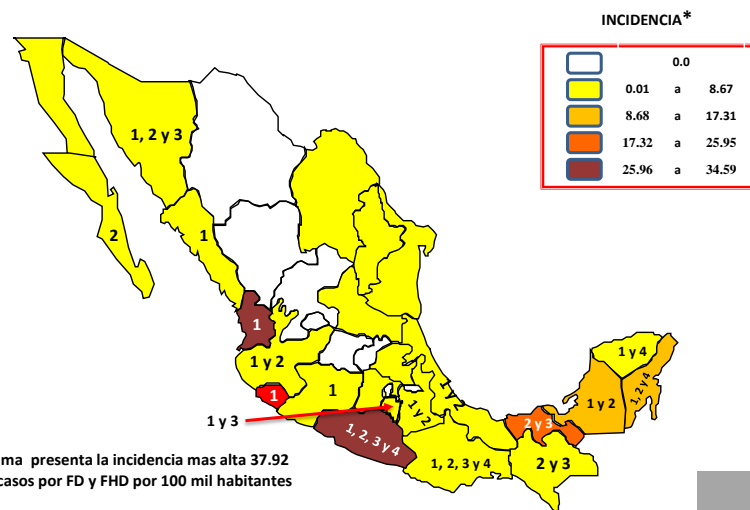 INCIDENCIA*
0.0
0.01 a 8.67
8.68 a 17.31
17.32 a 25.95
25.96 a 34.59
1, 2 y 3
2
1
1
1 y 2
1
1
1 y 3
1, 2, 3 y 4
1 y 2
1 y 2
1, 2, 3 y 4
2 y 3
2 y 3
1 y 2
1 y 4
1, 2 y 4
ma presenta la incidencia mas alta 37.92
casos por FD y FHD por 100 mil habitantes